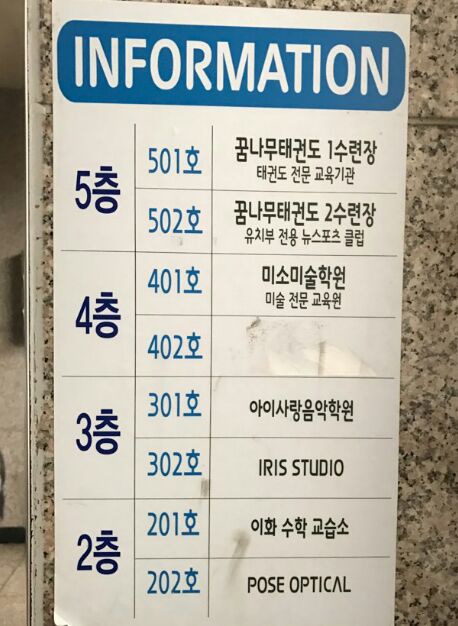 INFORMATION
5층
501호
꿈나무태권도 1수련장
태권도 전문 교육기관
502호
꿈나무태권도 2수련장
유치부 전용 뉴스포츠 클럽
4층
401호
미소미술학원
미술 전문 교육원
402호
3층
301호
아이사랑음악학원
302호
IRIS STUDIO
2층
201호
이화 수학 교습소
202호
POSE OPTICAL